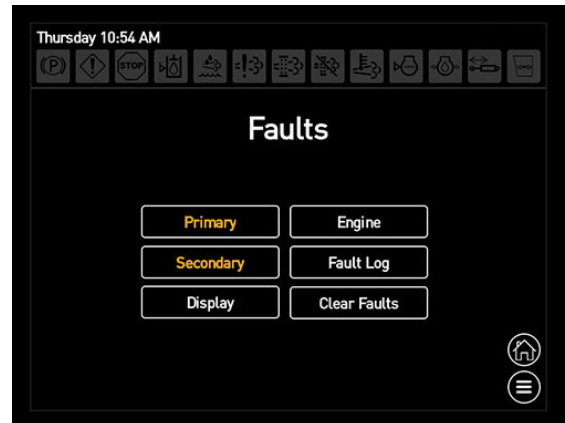 Thursday 10:54 AM
(P)
STOP
Faults
Primary
Engine
Secondary
Fault Log
Display
Clear Faults